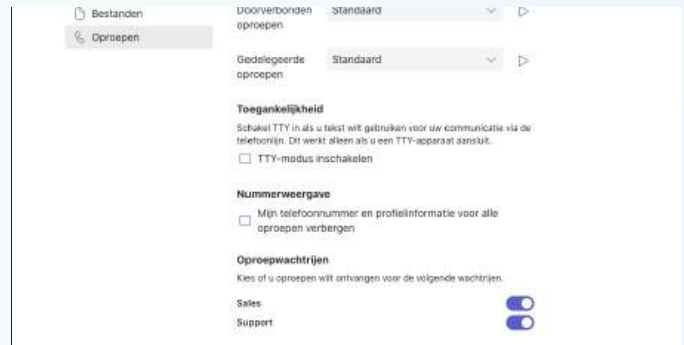 Bestanden
Oproepen
Doorverbonden
oproepen
Standaard
Gedelegeerde
oproepen
Standaard
Toegankelijkheid
Schakel TTY in als u tekst wilt gebruiken voor uw communicatie via de
telefoonlijn. Dit werkt alleen als u een TTY-apparaat aansluit.
TTY-modus inschakelen
Nummerweergave
Mijn telefoonnummer en profielinformatie voor alle
oproepen verbergen
Oproepwachtrijen
Kies of u oproepen wilt ontvangen voor de volgende wachtrijen.
Sales
Support